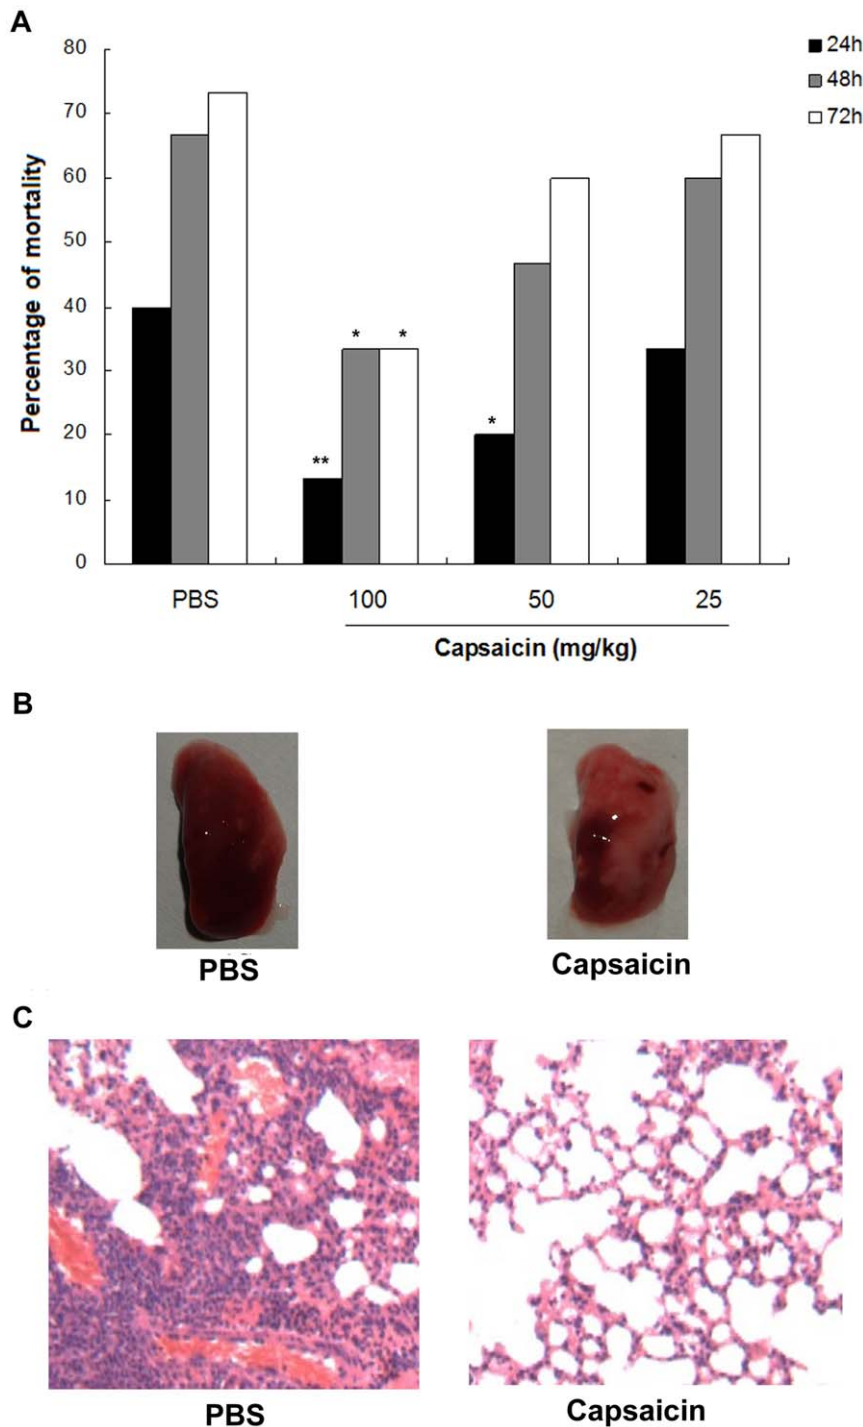 A
80
70
60
50
40
30
20
10
0
Percentage of mortality
24h
48h
72h
**
*
*
*
PBS 100 50 25
Capsaicin (mg/kg)
B
PBS Capsaicin
C
PBS Capsaicin